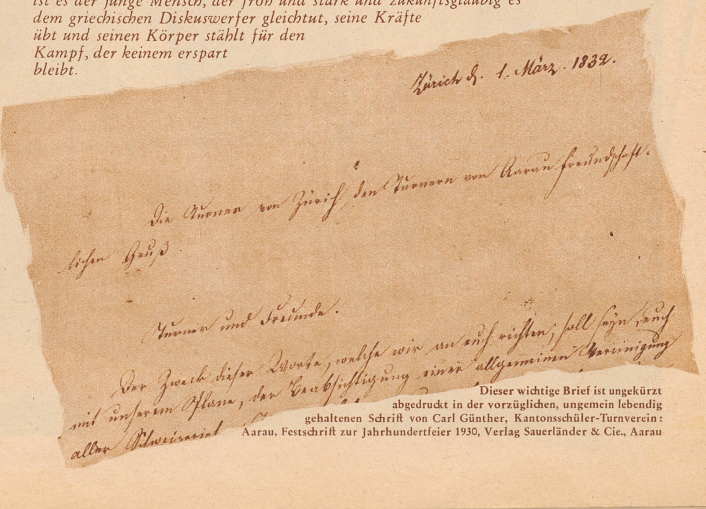 ist es der junge Mensch, der froh und stark und zukunftsgläubig es
dem griechischen Diskuswerfer gleichtut, seine Kräfte
übt und seinen Körper stählt für den
Kampf, der keinem erspart
bleibt.
Zürich d. 1. März. 1832.
Die Turner von Zürich, den Turnern von Aarau freundschaft-
lichen Gruß.
Turner und Freunde.
Der Zweck dieser Worte, welche wir an euch richten, soll seyn, euch
mit unserem Plane, der Beabsichtigung einer allgemeinen Vereinigung
aller
Dieser wichtige Brief ist ungekürzt
abgedruckt in der vorzüglichen, ungemein lebendig
gehaltenen Schrift von Carl Günther, Kantonsschüler-Turnverein:
Aarau, Festschrift zur Jahrhundertfeier 1930, Verlag Sauerländer & Cie., Aarau